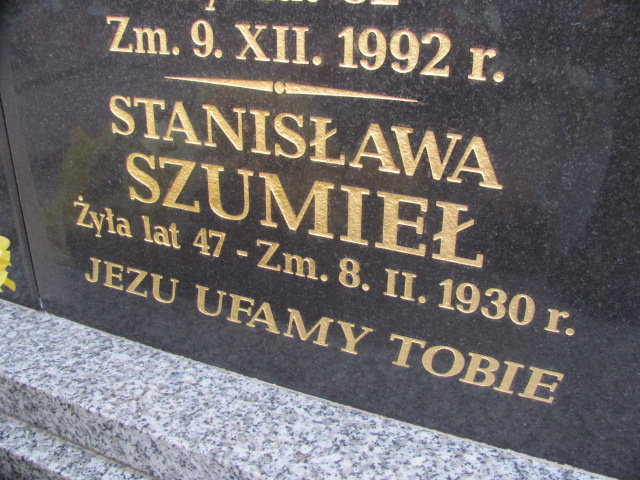 Zm. 9. XII. 1992 r.
STANISŁAWA
SZUMIEŁ
Żyła lat 47 - Zm. 8. II. 1930 r.
JEZU UFAMY TOBIE